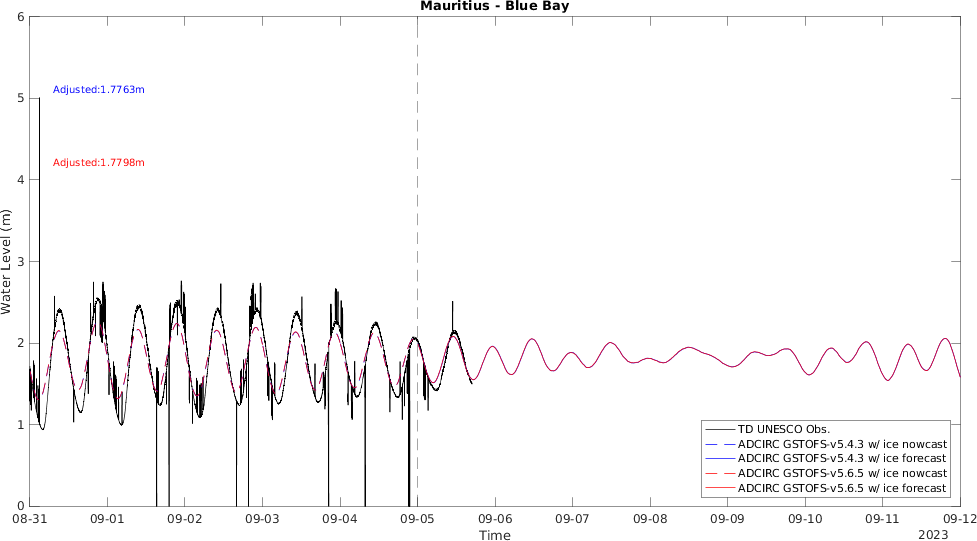 Mauritius - Blue Bay
6
5
4
3
2
1
0
Water Level (m)
Adjusted:1.7763m
Adjusted:1.7798m
TD UNESCO Obs.
ADCIRC GSTOFS-v5.4.3 w/ ice nowcast
ADCIRC GSTOFS-v5.4.3 w/ ice forecast
ADCIRC GSTOFS-v5.6.5 w/ ice nowcast
ADCIRC GSTOFS-v5.6.5 w/ ice forecast
08-31 09-01 09-02 09-03 09-04 09-05 09-06 09-07 09-08 09-09 09-10 09-11 09-12
Time
2023